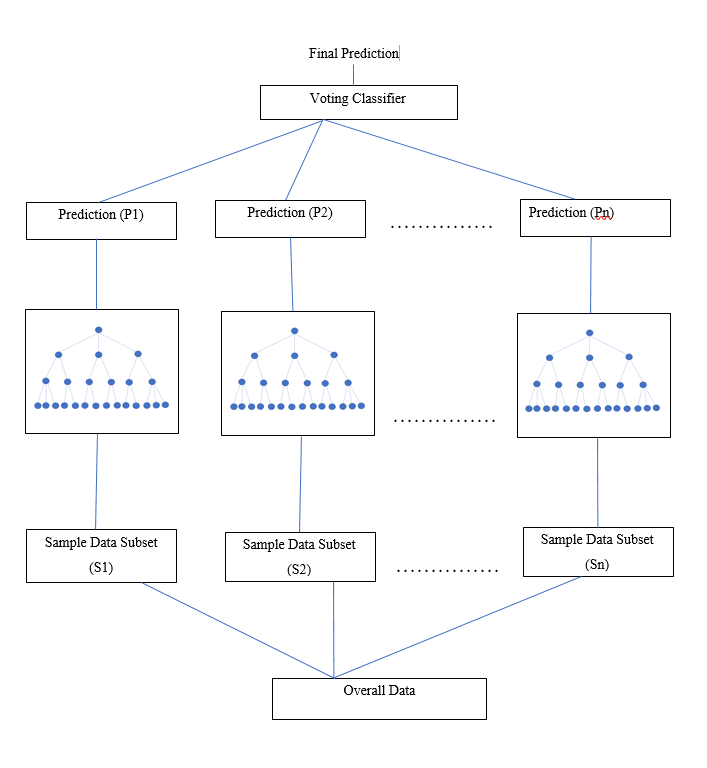 Final Prediction
Voting Classifier
Prediction (P1)
Prediction (P2)
...............
Prediction (Pn)
...............
Sample Data Subset
(S1)
Sample Data Subset
(S2)
...............
Sample Data Subset
(Sn)
Overall Data